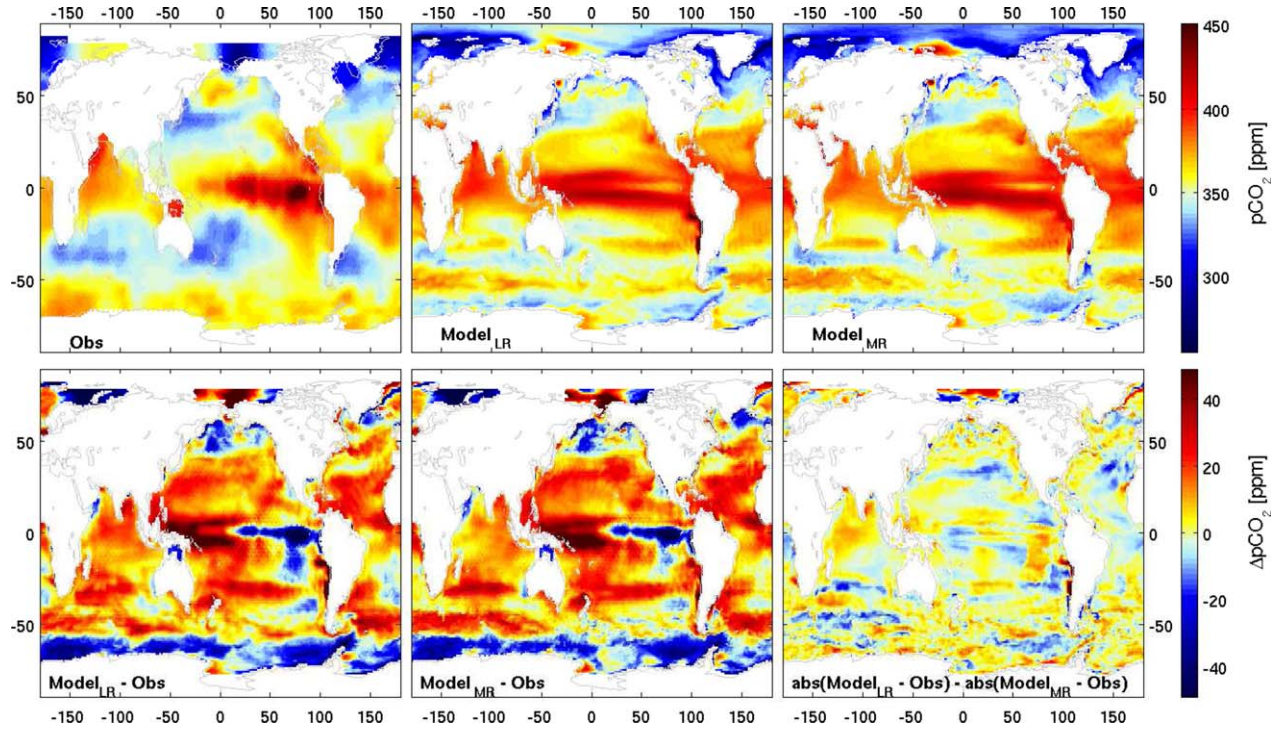 -150 -100 -50 0 50 100 150 -150 -100 -50 0 50 100 150 -150 -100 -50 0 50 100 150
450
50 50
400
0 0
350
pCO2 [ppm]
300
-50 -50
Obs ModelLR ModelMR
40
50 50
20
0 0
0
ΔpCO2 [ppm]
-20
-50 -50
-40
ModelLR - Obs ModelMR - Obs abs(ModelLR - Obs) - abs(ModelMR - Obs)
-150 -100 -50 0 50 100 150 -150 -100 -50 0 50 100 150 -150 -100 -50 0 50 100 150